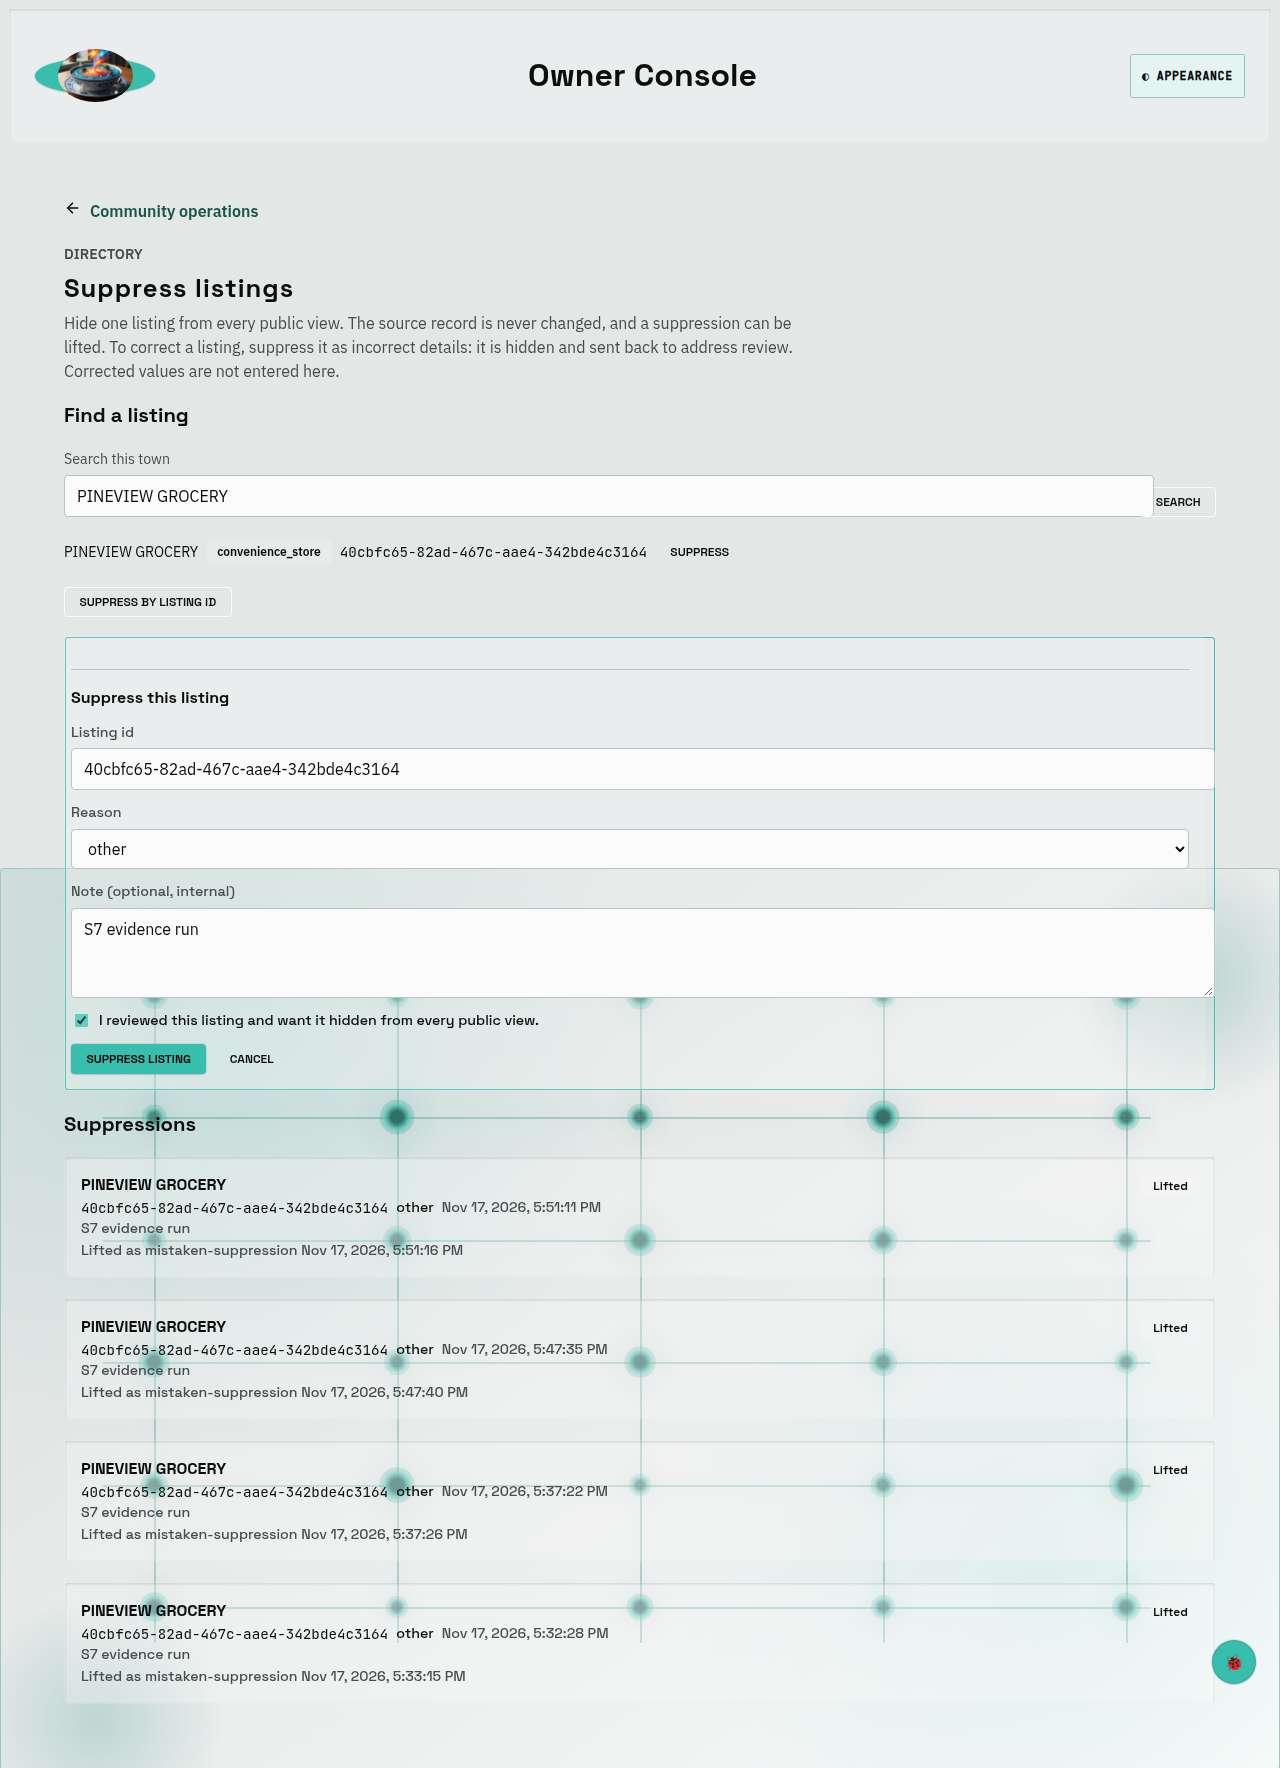 Owner Console
◐ APPEARANCE
← Community operations
DIRECTORY
Suppress listings
Hide one listing from every public view. The source record is never changed, and a suppression can be
lifted. To correct a listing, suppress it as incorrect details: it is hidden and sent back to address review.
Corrected values are not entered here.
Find a listing
Search this town
PINEVIEW GROCERY
SEARCH
PINEVIEW GROCERY convenience_store 40cbfc65-82ad-467c-aae4-342bde4c3164 SUPPRESS
SUPPRESS BY LISTING ID
Suppress this listing
Listing id
40cbfc65-82ad-467c-aae4-342bde4c3164
Reason
other
Note (optional, internal)
S7 evidence run
I reviewed this listing and want it hidden from every public view.
SUPPRESS LISTING CANCEL
Suppressions
PINEVIEW GROCERY Lifted
40cbfc65-82ad-467c-aae4-342bde4c3164 other Nov 17, 2026, 5:51:11 PM
S7 evidence run
Lifted as mistaken-suppression Nov 17, 2026, 5:51:16 PM
PINEVIEW GROCERY Lifted
40cbfc65-82ad-467c-aae4-342bde4c3164 other Nov 17, 2026, 5:47:35 PM
S7 evidence run
Lifted as mistaken-suppression Nov 17, 2026, 5:47:40 PM
PINEVIEW GROCERY Lifted
40cbfc65-82ad-467c-aae4-342bde4c3164 other Nov 17, 2026, 5:37:22 PM
S7 evidence run
Lifted as mistaken-suppression Nov 17, 2026, 5:37:26 PM
PINEVIEW GROCERY Lifted
40cbfc65-82ad-467c-aae4-342bde4c3164 other Nov 17, 2026, 5:32:28 PM
S7 evidence run
Lifted as mistaken-suppression Nov 17, 2026, 5:33:15 PM